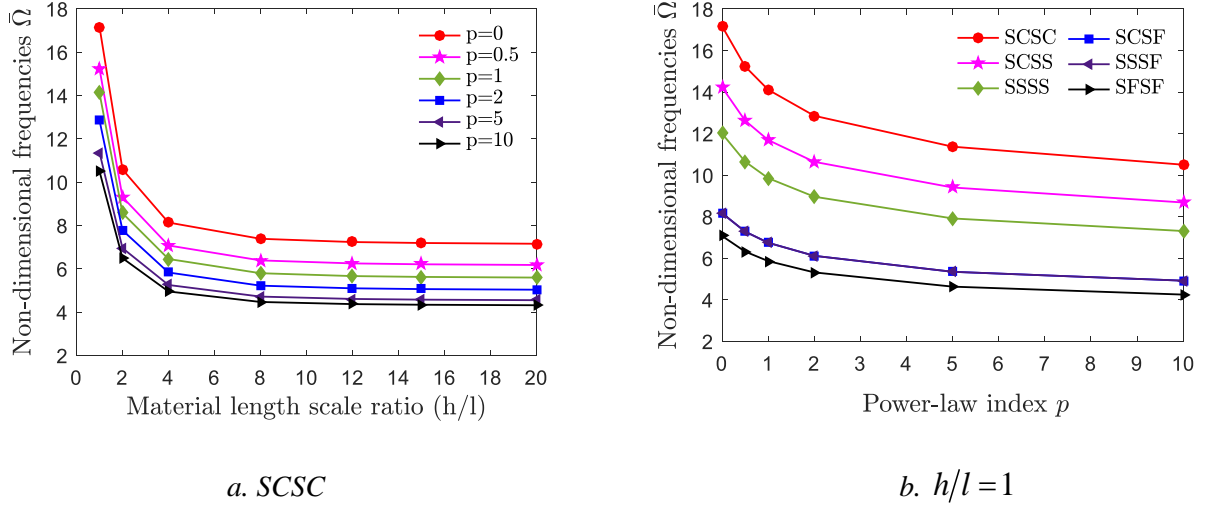 Non-dimensional frequencies Ω̄
18
16
14
12
10
8
6
4
2
p=0
p=0.5
p=1
p=2
p=5
p=10
0 2 4 6 8 10 12 14 16 18 20
Material length scale ratio (h/l)
a. SCSC
Non-dimensional frequencies Ω̄
18
16
14
12
10
8
6
4
2
SCSC SCSF
SCSS SSSF
SSSS SFSF
0 1 2 3 4 5 6 7 8 9 10
Power-law index p
b. h/l = 1